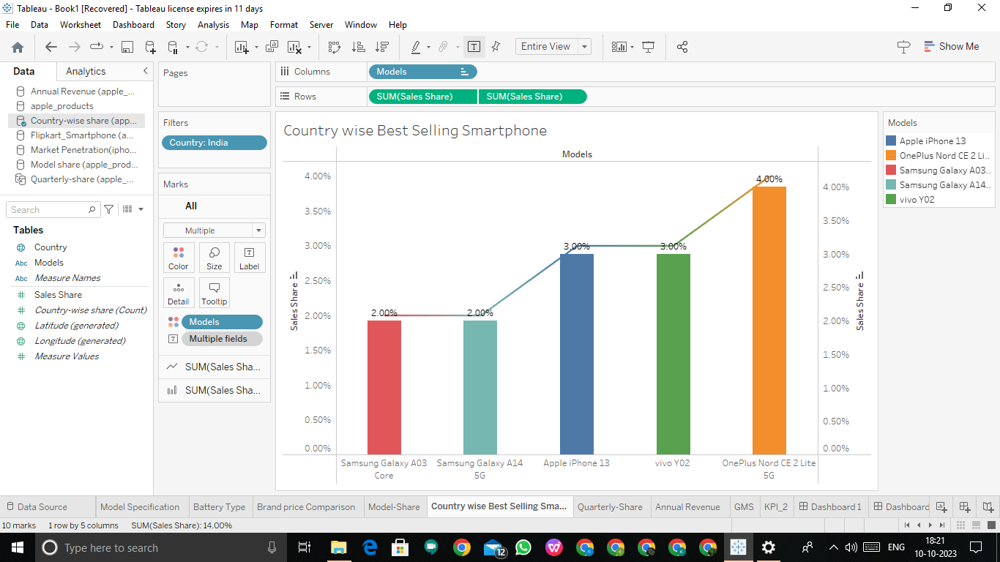 Tableau - Book1 [Recovered] - Tableau license expires in 11 days
File Data Worksheet Dashboard Story Analysis Map Format Server Window Help
Entire View
Show Me
Data Analytics
Annual Revenue (apple_...
apple_products
Country-wise share (app...
Flipkart_Smartphone (a...
Market Penetration(ipho...
Model share (apple_prod...
Quarterly-share (apple_...
Search
Tables
Country
Abc Models
Abc Measure Names
Sales Share
Country-wise share (Count)
Latitude (generated)
Longitude (generated)
Measure Values
Pages
Filters
Country: India
Marks
All
Multiple
Color Size Label
Detail Tooltip
Models
Multiple fields
SUM(Sales Sha...
SUM(Sales Sha...
Columns Models
Rows SUM(Sales Share) SUM(Sales Share)
Country wise Best Selling Smartphone
Models
Sales Share
4.00%
3.50%
3.00%
2.50%
2.00%
1.50%
1.00%
0.50%
0.00%
2.00% 2.00% 3.00% 3.00% 4.00%
Sales Share
4.00%
3.50%
3.00%
2.50%
2.00%
1.50%
1.00%
0.50%
0.00%
Samsung Galaxy A03 Samsung Galaxy A14 Apple iPhone 13 vivo Y02 OnePlus Nord CE 2 Lite
Core 5G 5G
Models
Apple iPhone 13
OnePlus Nord CE 2 Li..
Samsung Galaxy A03..
Samsung Galaxy A14..
vivo Y02
Data Source Model Specification Battery Type Brand price Comparison Model-Share Country wise Best Selling Sma... Quarterly-Share Annual Revenue GMS KPI_2 Dashboard 1 Dashboard
10 marks 1 row by 5 columns SUM(Sales Share): 14.00%
Type here to search
12
ENG
18:21
10-10-2023